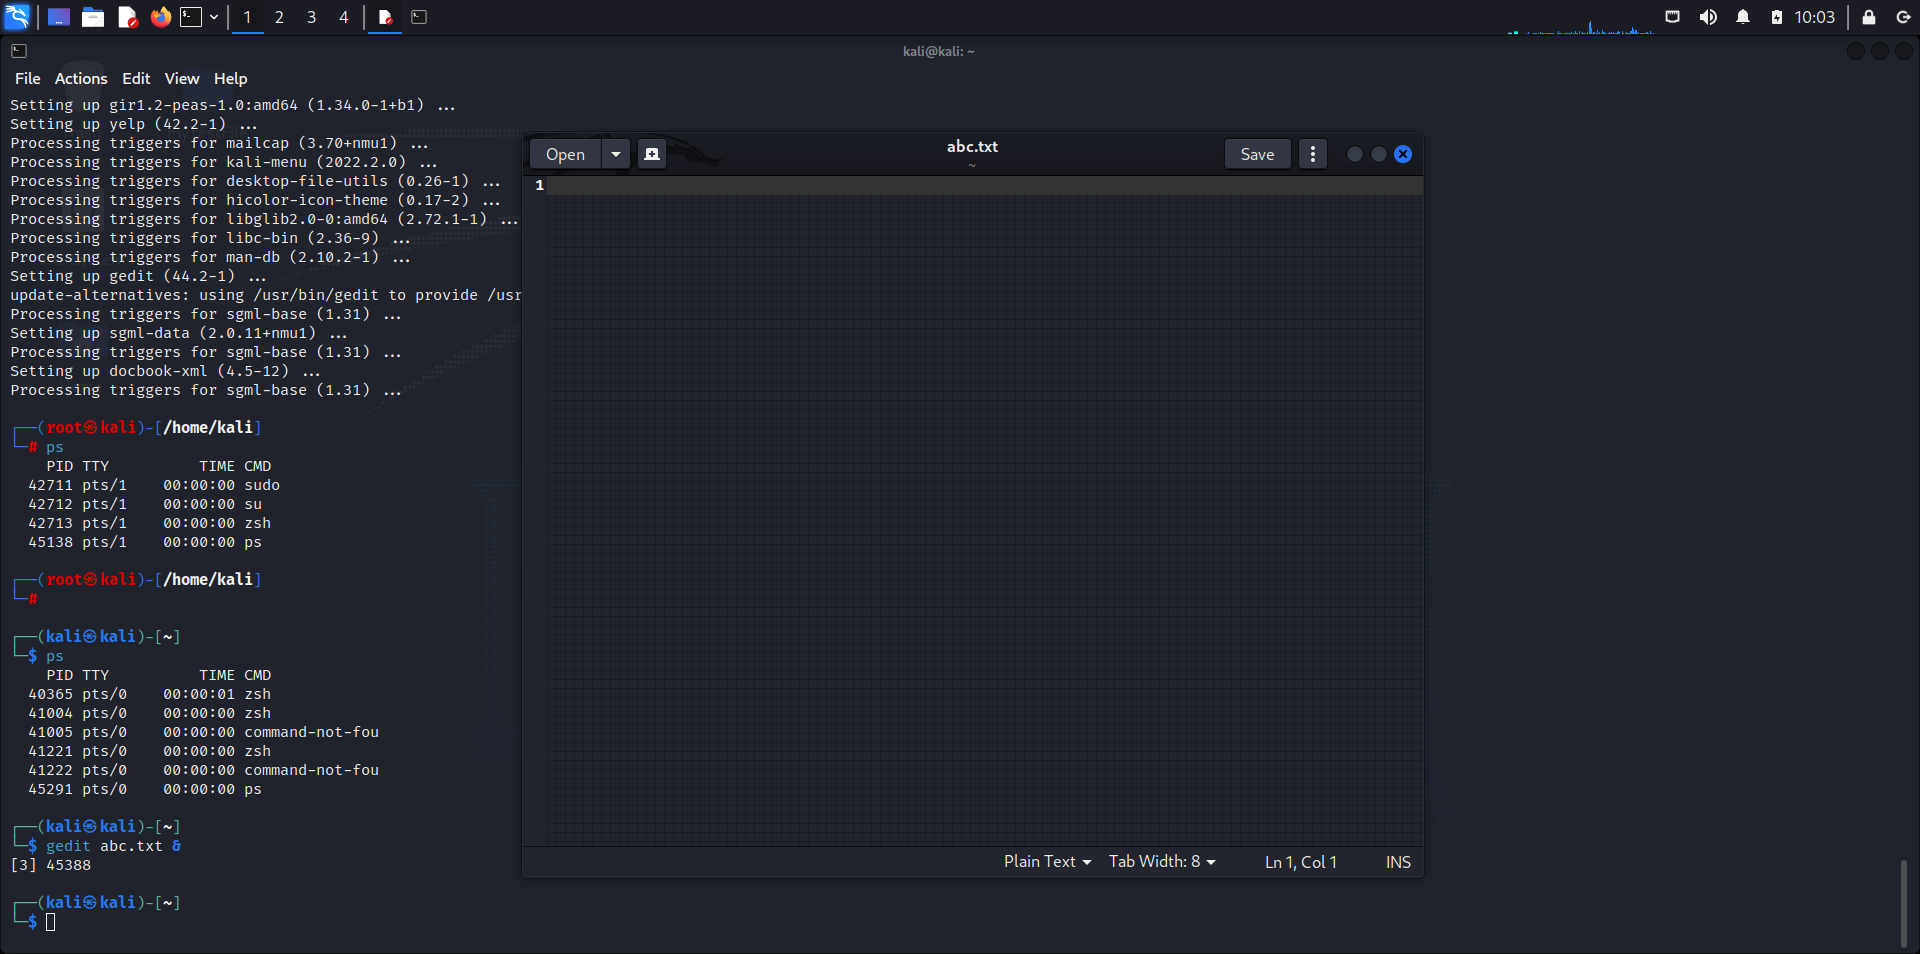 1 2 3 4 10:03
kali@kali: ~
File Actions Edit View Help
Setting up gir1.2-peas-1.0:amd64 (1.34.0-1+b1) ...
Setting up yelp (42.2-1) ...
Processing triggers for mailcap (3.70+nmu1) ...
Processing triggers for kali-menu (2022.2.0) ...
Processing triggers for desktop-file-utils (0.26-1) ...
Processing triggers for hicolor-icon-theme (0.17-2) ...
Processing triggers for libglib2.0-0:amd64 (2.72.1-1) ...
Processing triggers for libc-bin (2.36-9) ...
Processing triggers for man-db (2.10.2-1) ...
Setting up gedit (44.2-1) ...
update-alternatives: using /usr/bin/gedit to provide /usr
Processing triggers for sgml-base (1.31) ...
Setting up sgml-data (2.0.11+nmu1) ...
Processing triggers for sgml-base (1.31) ...
Setting up docbook-xml (4.5-12) ...
Processing triggers for sgml-base (1.31) ...
┌──(root㉿kali)-[/home/kali]
└─# ps
PID TTY TIME CMD
42711 pts/1 00:00:00 sudo
42712 pts/1 00:00:00 su
42713 pts/1 00:00:00 zsh
45138 pts/1 00:00:00 ps
┌──(root㉿kali)-[/home/kali]
└─#
┌──(kali㉿kali)-[~]
└─$ ps
PID TTY TIME CMD
40365 pts/0 00:00:01 zsh
41004 pts/0 00:00:00 zsh
41005 pts/0 00:00:00 command-not-fou
41221 pts/0 00:00:00 zsh
41222 pts/0 00:00:00 command-not-fou
45291 pts/0 00:00:00 ps
┌──(kali㉿kali)-[~]
└─$ gedit abc.txt &
[3] 45388
┌──(kali㉿kali)-[~]
└─$
Open abc.txt Save
~
1
Plain Text Tab Width: 8 Ln 1, Col 1 INS